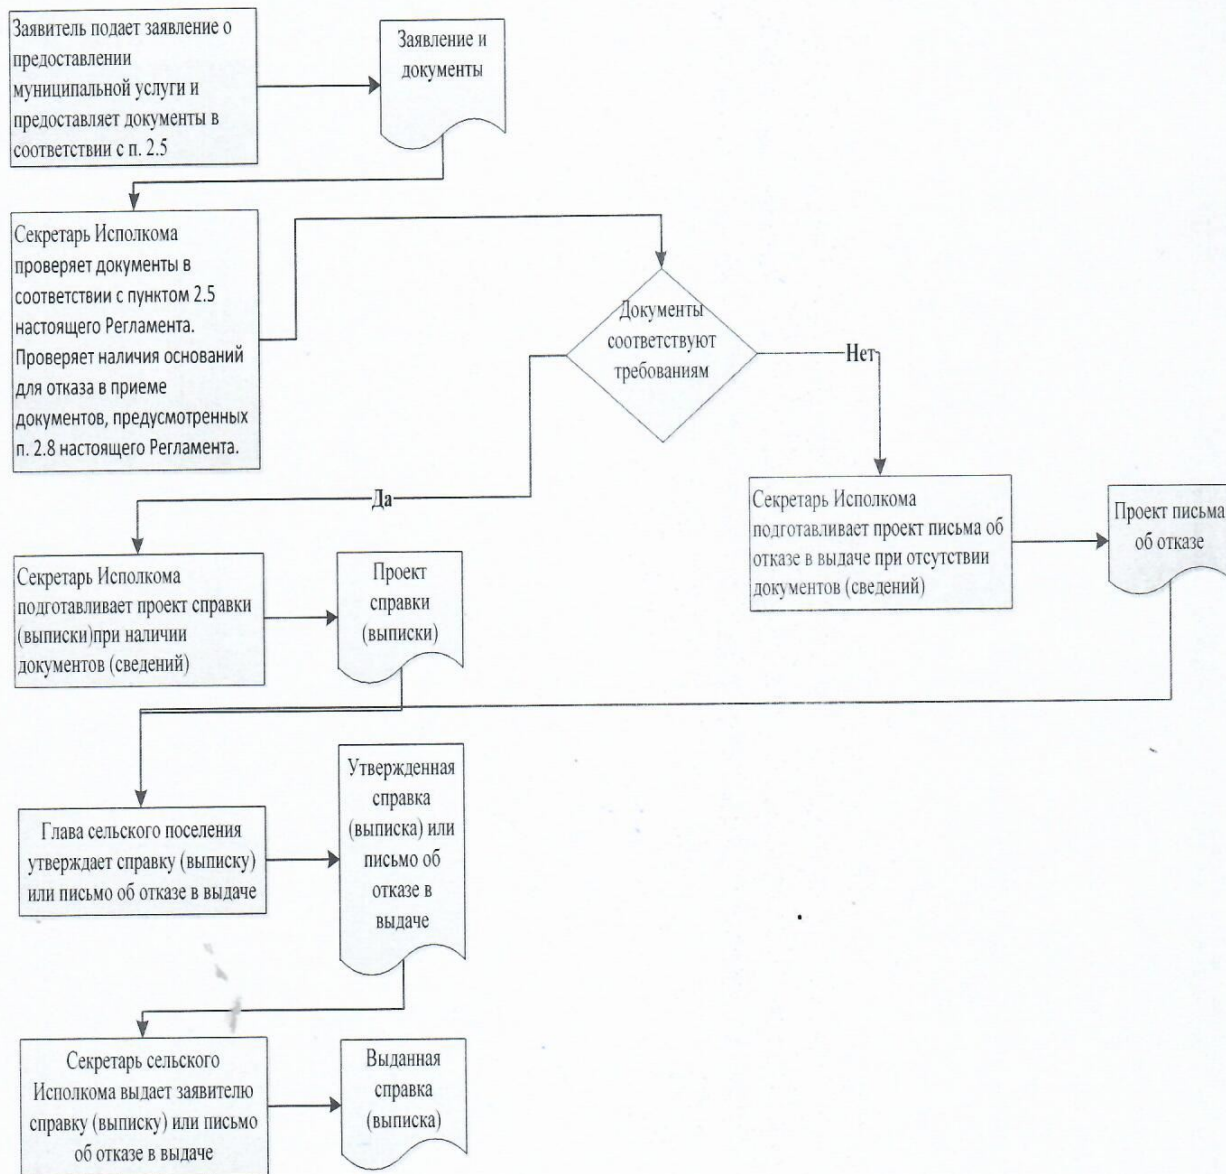 Заявитель подает заявление о
предоставлении
муниципальной услуги и
предоставляет документы в
соответствии с п. 2.5
Заявление и
документы
Секретарь Исполкома
проверяет документы в
соответствии с пунктом 2.5
настоящего Регламента.
Проверяет наличия оснований
для отказа в приеме
документов, предусмотренных
п. 2.8 настоящего Регламента.
Документы
соответствуют
требованиям
Нет
Да
Секретарь Исполкома
подготавливает проект письма об
отказе в выдаче при отсутствии
документов (сведений)
Проект письма
об отказе
Секретарь Исполкома
подготавливает проект справки
(выписки)при наличии
документов (сведений)
Проект
справки
(выписки)
Глава сельского поселения
утверждает справку (выписку)
или письмо об отказе в выдаче
Утвержденная
справка
(выписка) или
письмо об
отказе в
выдаче
Секретарь сельского
Исполкома выдает заявителю
справку (выписку) или письмо
об отказе в выдаче
Выданная
справка
(выписка)